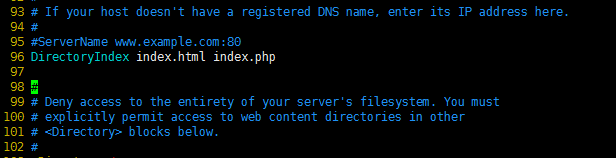 93 # If your host doesn't have a registered DNS name, enter its IP address here.
94 #
95 #ServerName www.example.com:80
96 DirectoryIndex index.html index.php
97
98 #
99 # Deny access to the entirety of your server's filesystem. You must
100 # explicitly permit access to web content directories in other
101 # <Directory> blocks below.
102 #